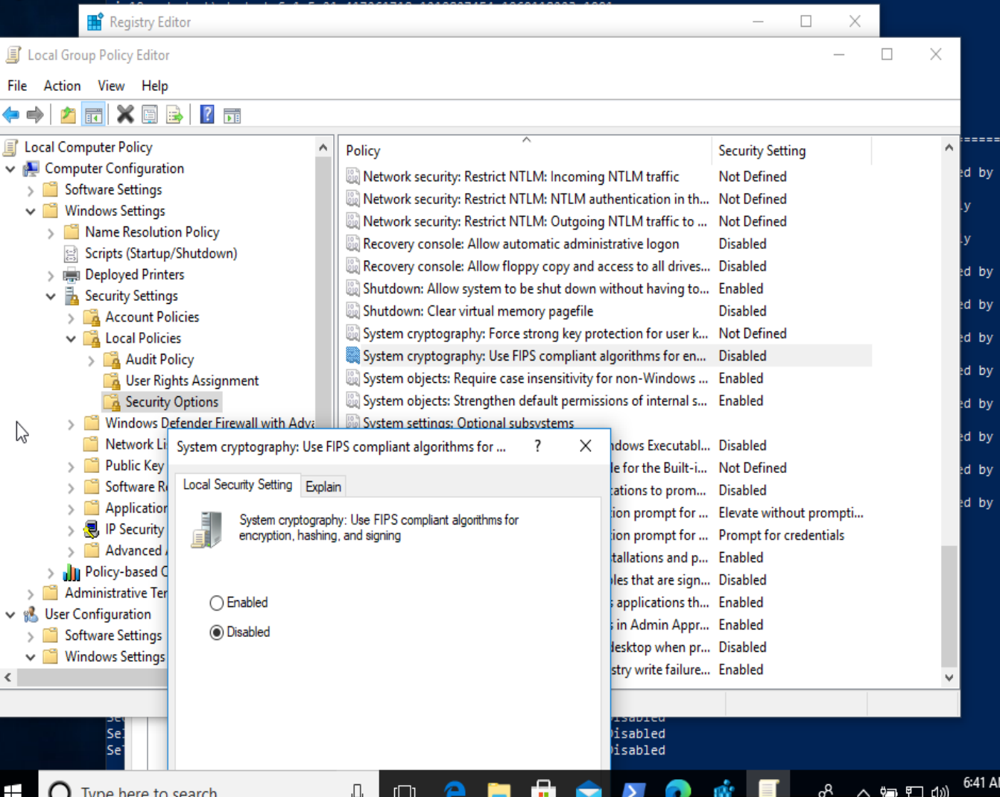 Registry Editor
Local Group Policy Editor
File Action View Help
Local Computer Policy
Computer Configuration
Software Settings
Windows Settings
Name Resolution Policy
Scripts (Startup/Shutdown)
Deployed Printers
Security Settings
Account Policies
Local Policies
Audit Policy
User Rights Assignment
Security Options
Windows Defender Firewall with Adva
Network Li
Public Key
Software R
Application
IP Security
Advanced
Policy-based
Administrative Ter
User Configuration
Software Settings
Windows Settings
Policy Security Setting
Network security: Restrict NTLM: Incoming NTLM traffic Not Defined
Network security: Restrict NTLM: NTLM authentication in th... Not Defined
Network security: Restrict NTLM: Outgoing NTLM traffic to ... Not Defined
Recovery console: Allow automatic administrative logon Disabled
Recovery console: Allow floppy copy and access to all drives... Disabled
Shutdown: Allow system to be shut down without having to... Enabled
Shutdown: Clear virtual memory pagefile Disabled
System cryptography: Force strong key protection for user k... Not Defined
System cryptography: Use FIPS compliant algorithms for en... Disabled
System objects: Require case insensitivity for non-Windows ... Enabled
System objects: Strengthen default permissions of internal s... Enabled
System settings: Optional subsystems
ndows Executabl... Disabled
le for the Built-i... Not Defined
ations to prom... Disabled
ion prompt for ... Elevate without prompti...
ion prompt for ... Prompt for credentials
tallations and p... Enabled
les that are sign... Disabled
s applications th... Enabled
s in Admin Appr... Enabled
desktop when pr... Disabled
stry write failure... Enabled
System cryptography: Use FIPS compliant algorithms for ... ?
Local Security Setting Explain
System cryptography: Use FIPS compliant algorithms for
encryption, hashing, and signing
Enabled
Disabled
======
ed by
ly
ly
ed by
ed by
ed by
ed by
ed by
ed by
ed by
ed by
Disabled
Sel Disabled
Sel Disabled
Type here to search
6:41 AM